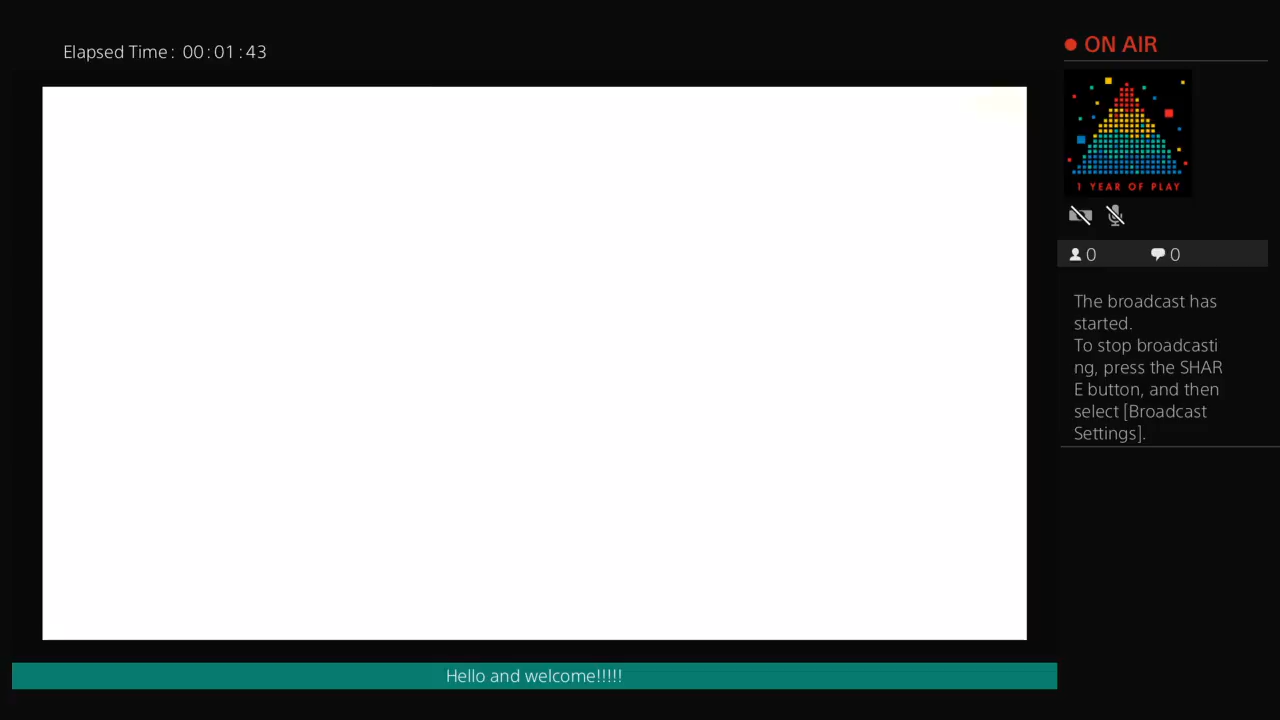 Elapsed Time: 00:01:43
ON AIR
1 YEAR OF PLAY
0 0
The broadcast has
started.
To stop broadcasti
ng, press the SHAR
E button, and then
select [Broadcast
Settings].
Hello and welcome!!!!!